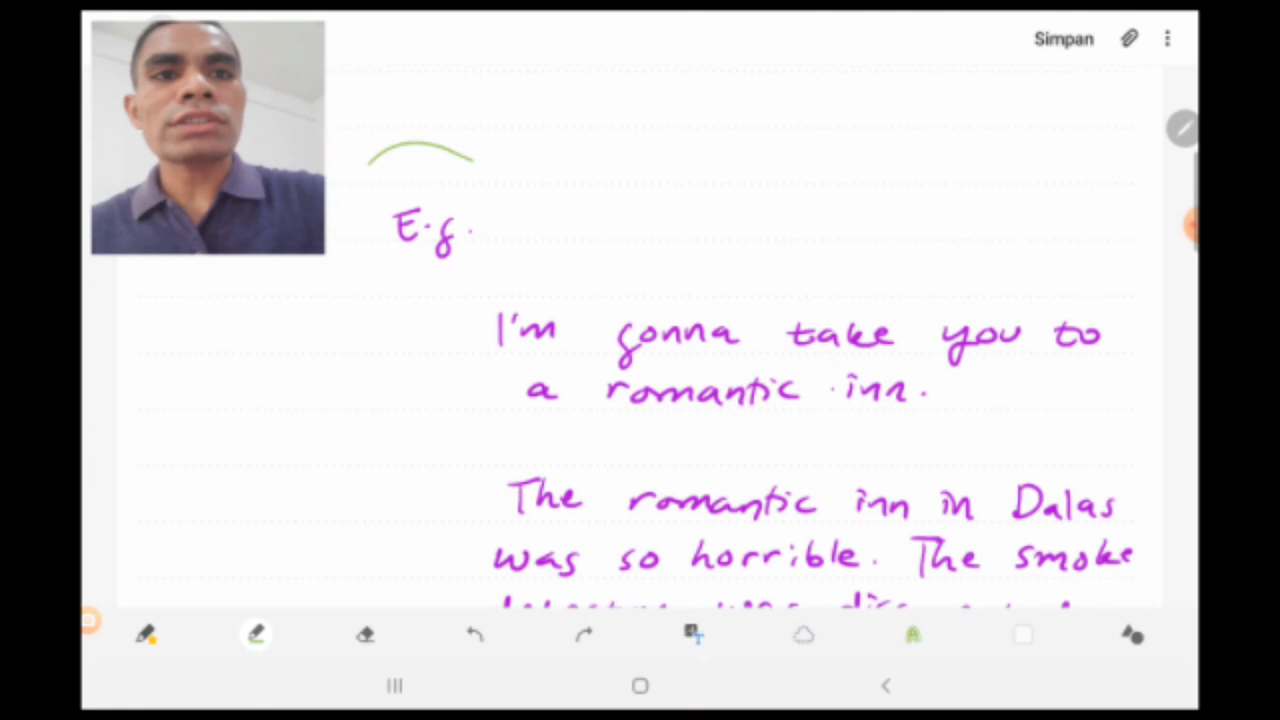 Simpan
E.g.
I'm gonna take you to
a romantic inn.
The romantic inn in Dalas
was so horrible. The smoke